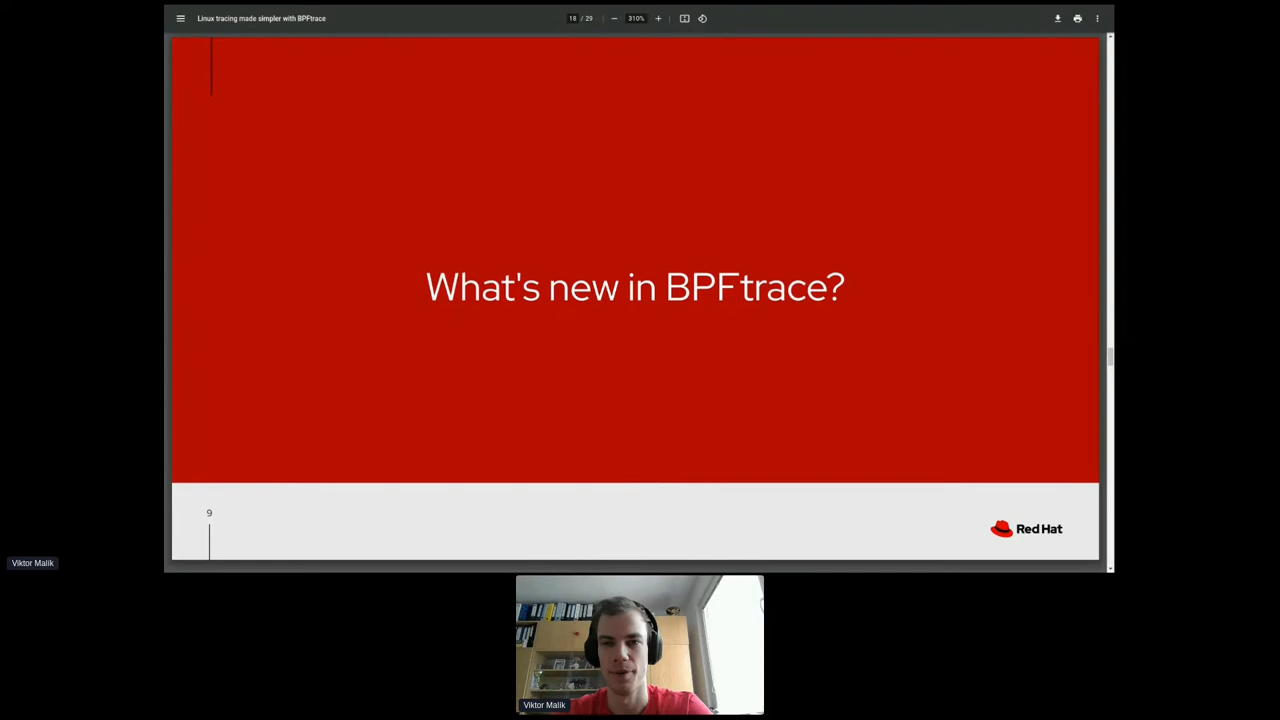 Linux tracing made simpler with BPFtrace
18 / 29
310%
What's new in BPFtrace?
9
Red Hat
Viktor Malik
Viktor Malik